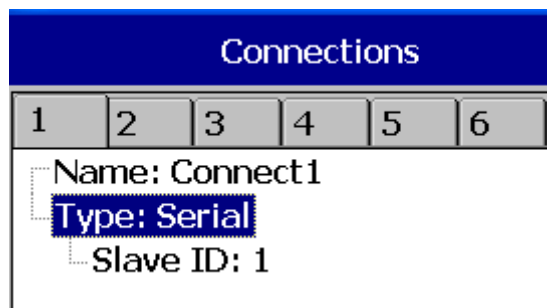 Connections
1 2 3 4 5 6
Name: Connect1
Type: Serial
Slave ID: 1